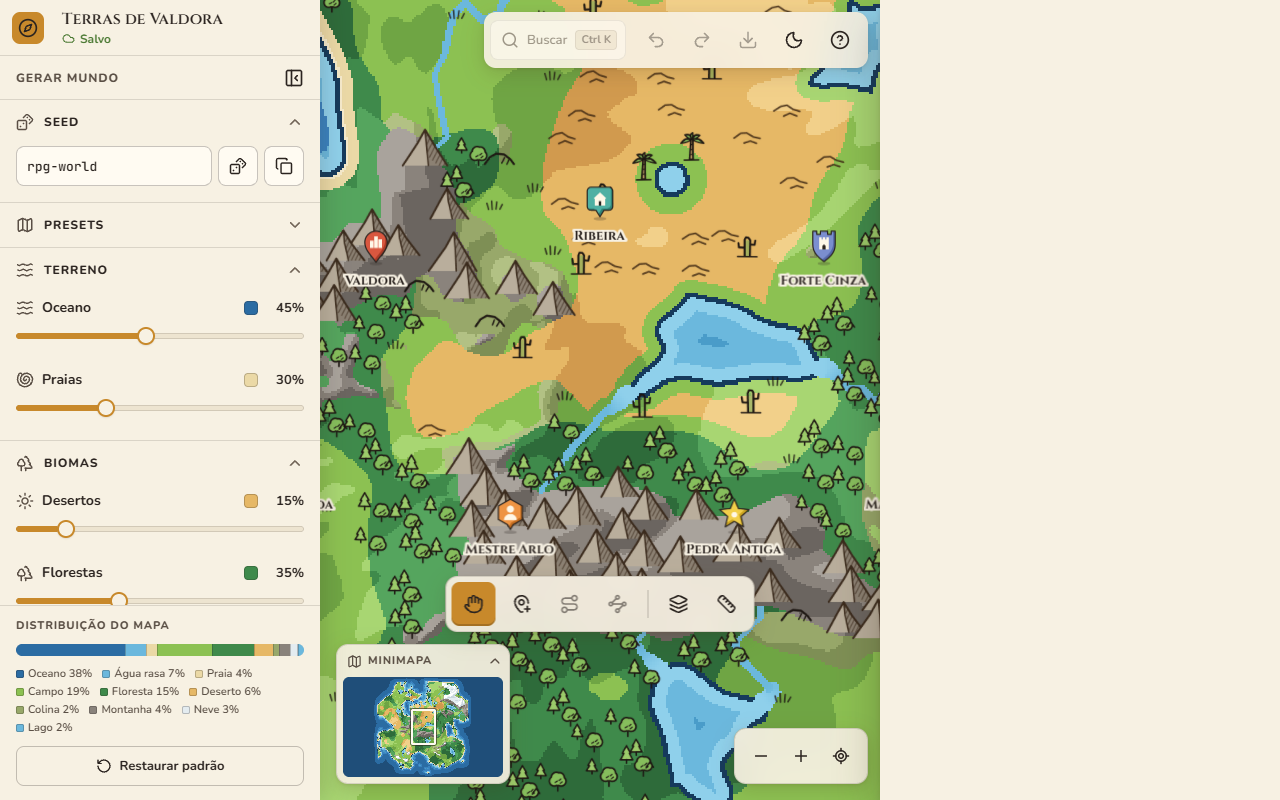 Terras de Valdora
Salvo
GERAR MUNDO
SEED
rpg-world
PRESETS
TERRENO
Oceano 45%
Praias 30%
BIOMAS
Desertos 15%
Florestas 35%
DISTRIBUIÇÃO DO MAPA
Oceano 38% Água rasa 7% Praia 4%
Campo 19% Floresta 15% Deserto 6%
Colina 2% Montanha 4% Neve 3%
Lago 2%
Restaurar padrão
Buscar Ctrl K
Ribeira
Valdora
Forte Cinza
Mestre Arlo
Pedra Antiga
MINIMAPA